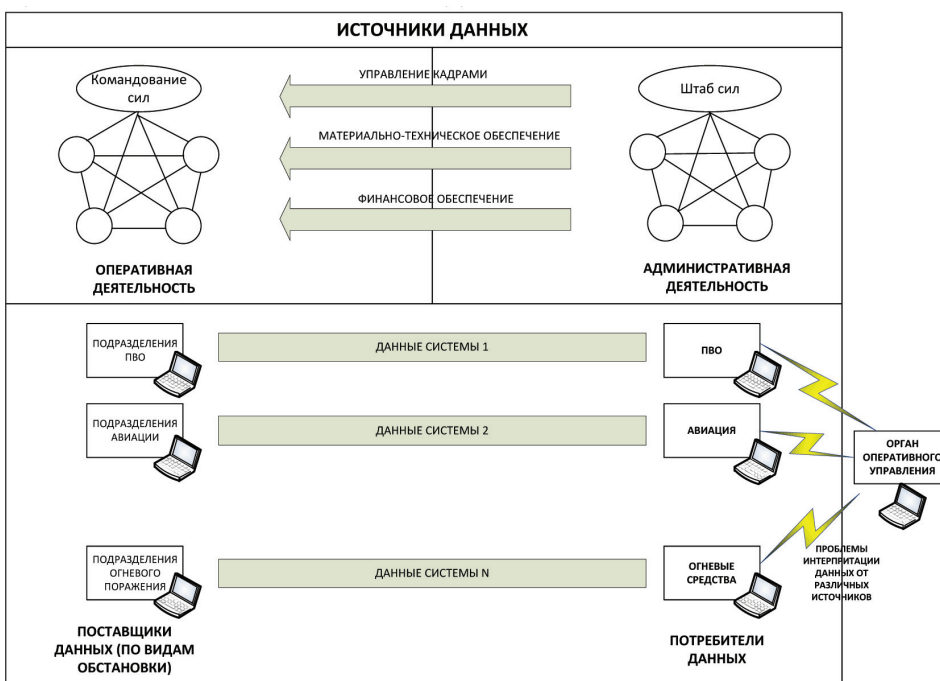 ИСТОЧНИКИ ДАННЫХ
Командование
сил
УПРАВЛЕНИЕ КАДРАМИ
Штаб сил
МАТЕРИАЛЬНО-ТЕХНИЧЕСКОЕ ОБЕСПЕЧЕНИЕ
ФИНАНСОВОЕ ОБЕСПЕЧЕНИЕ
ОПЕРАТИВНАЯ
ДЕЯТЕЛЬНОСТЬ
АДМИНИСТРАТИВНАЯ
ДЕЯТЕЛЬНОСТЬ
ПОДРАЗДЕЛЕНИЯ
ПВО
ДАННЫЕ СИСТЕМЫ 1
ПВО
ПОДРАЗДЕЛЕНИЯ
АВИАЦИИ
ДАННЫЕ СИСТЕМЫ 2
АВИАЦИЯ
ОРГАН
ОПЕРАТИВНОГО
УПРАВЛЕНИЯ
ПОДРАЗДЕЛЕНИЯ
ОГНЕВОГО
ПОРАЖЕНИЯ
ДАННЫЕ СИСТЕМЫ N
ОГНЕВЫЕ
СРЕДСТВА
ПРОБЛЕМЫ
ИНТЕРПРИТАЦИИ
ДАННЫХ ОТ
РАЗЛИЧНЫХ
ИСТОЧНИКОВ
ПОСТАВЩИКИ
ДАННЫХ (ПО ВИДАМ
ОБСТАНОВКИ)
ПОТРЕБИТЕЛИ
ДАННЫХ